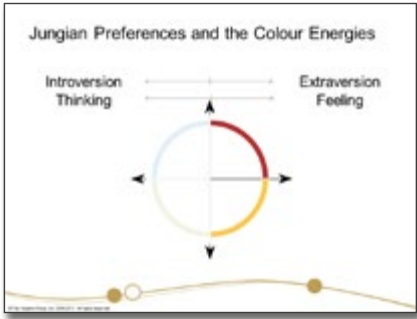 Jungian Preferences and the Colour Energies
Introversion Extraversion
Thinking Feeling